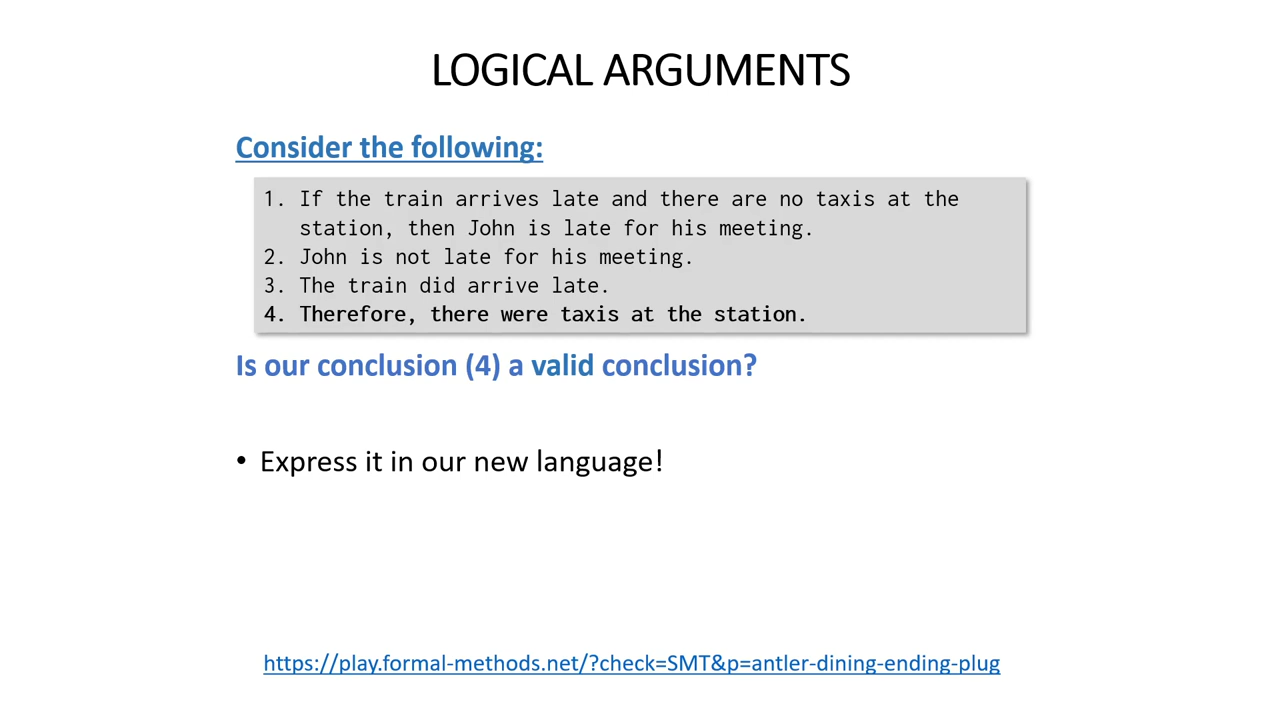 LOGICAL ARGUMENTS
Consider the following:
1. If the train arrives late and there are no taxis at the
station, then John is late for his meeting.
2. John is not late for his meeting.
3. The train did arrive late.
4. Therefore, there were taxis at the station.
Is our conclusion (4) a valid conclusion?
• Express it in our new language!
https://play.formal-methods.net/?check=SMT&p=antler-dining-ending-plug